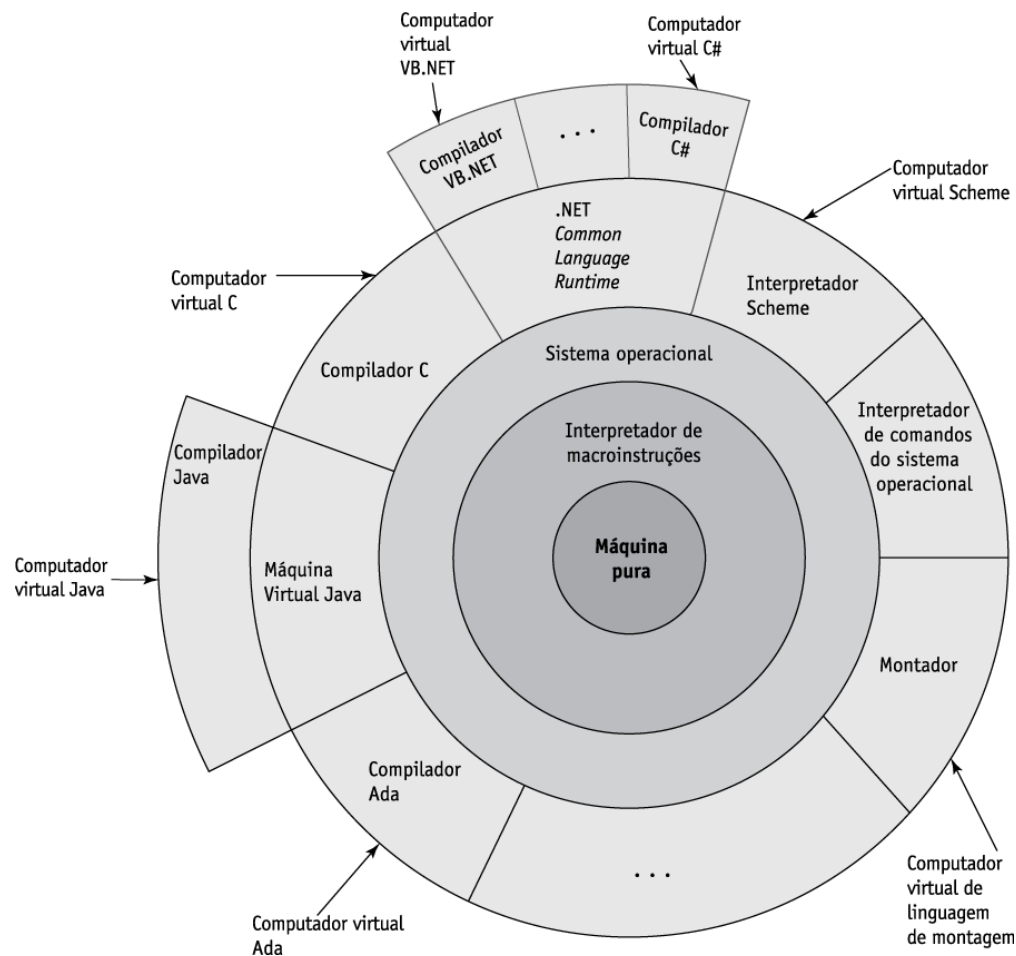 Computador
virtual
VB.NET
Computador
virtual C#
Compilador
VB.NET
. . .
Compilador
C#
Computador
virtual Scheme
.NET
Common
Language
Runtime
Computador
virtual C
Interpretador
Scheme
Compilador C
Sistema operacional
Interpretador
de comandos
do sistema
operacional
Interpretador de
macroinstruções
Compilador
Java
Máquina
pura
Computador
virtual Java
Máquina
Virtual Java
Montador
Compilador
Ada
. . .
Computador
virtual de
linguagem
de montagem
Computador virtual
Ada